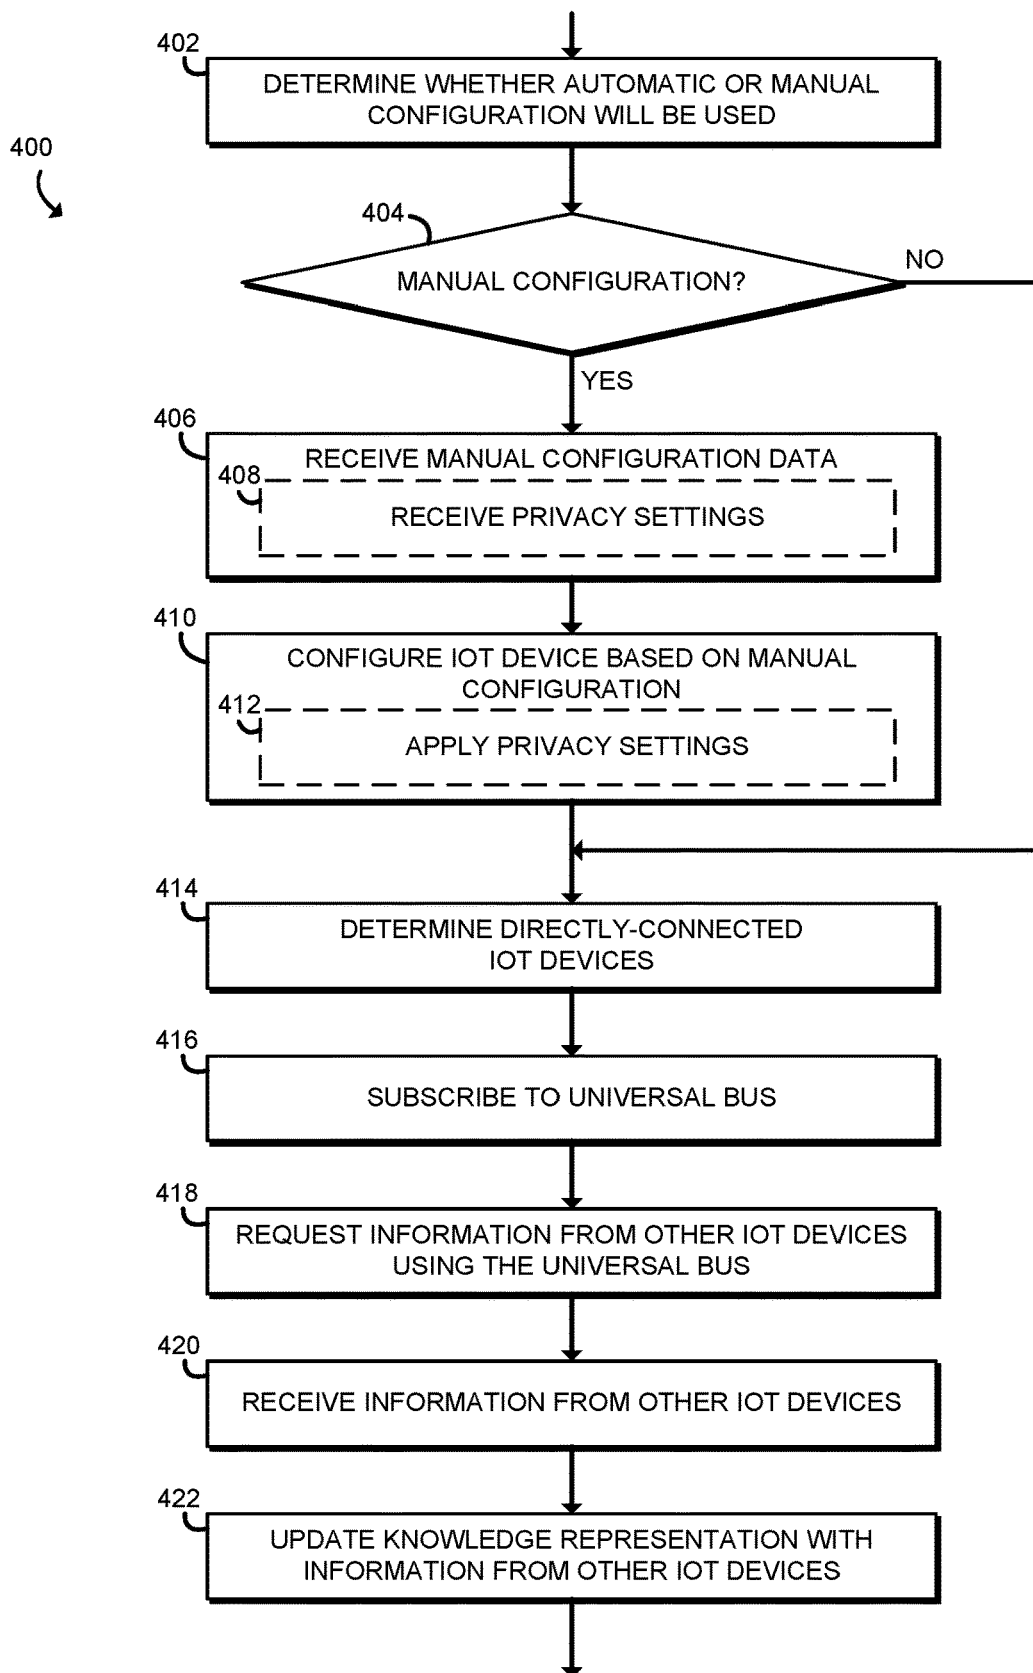 402
DETERMINE WHETHER AUTOMATIC OR MANUAL
CONFIGURATION WILL BE USED
400
404
MANUAL CONFIGURATION?
NO
YES
406
RECEIVE MANUAL CONFIGURATION DATA
408
RECEIVE PRIVACY SETTINGS
410
CONFIGURE IOT DEVICE BASED ON MANUAL
CONFIGURATION
412
APPLY PRIVACY SETTINGS
414
DETERMINE DIRECTLY-CONNECTED
IOT DEVICES
416
SUBSCRIBE TO UNIVERSAL BUS
418
REQUEST INFORMATION FROM OTHER IOT DEVICES
USING THE UNIVERSAL BUS
420
RECEIVE INFORMATION FROM OTHER IOT DEVICES
422
UPDATE KNOWLEDGE REPRESENTATION WITH
INFORMATION FROM OTHER IOT DEVICES